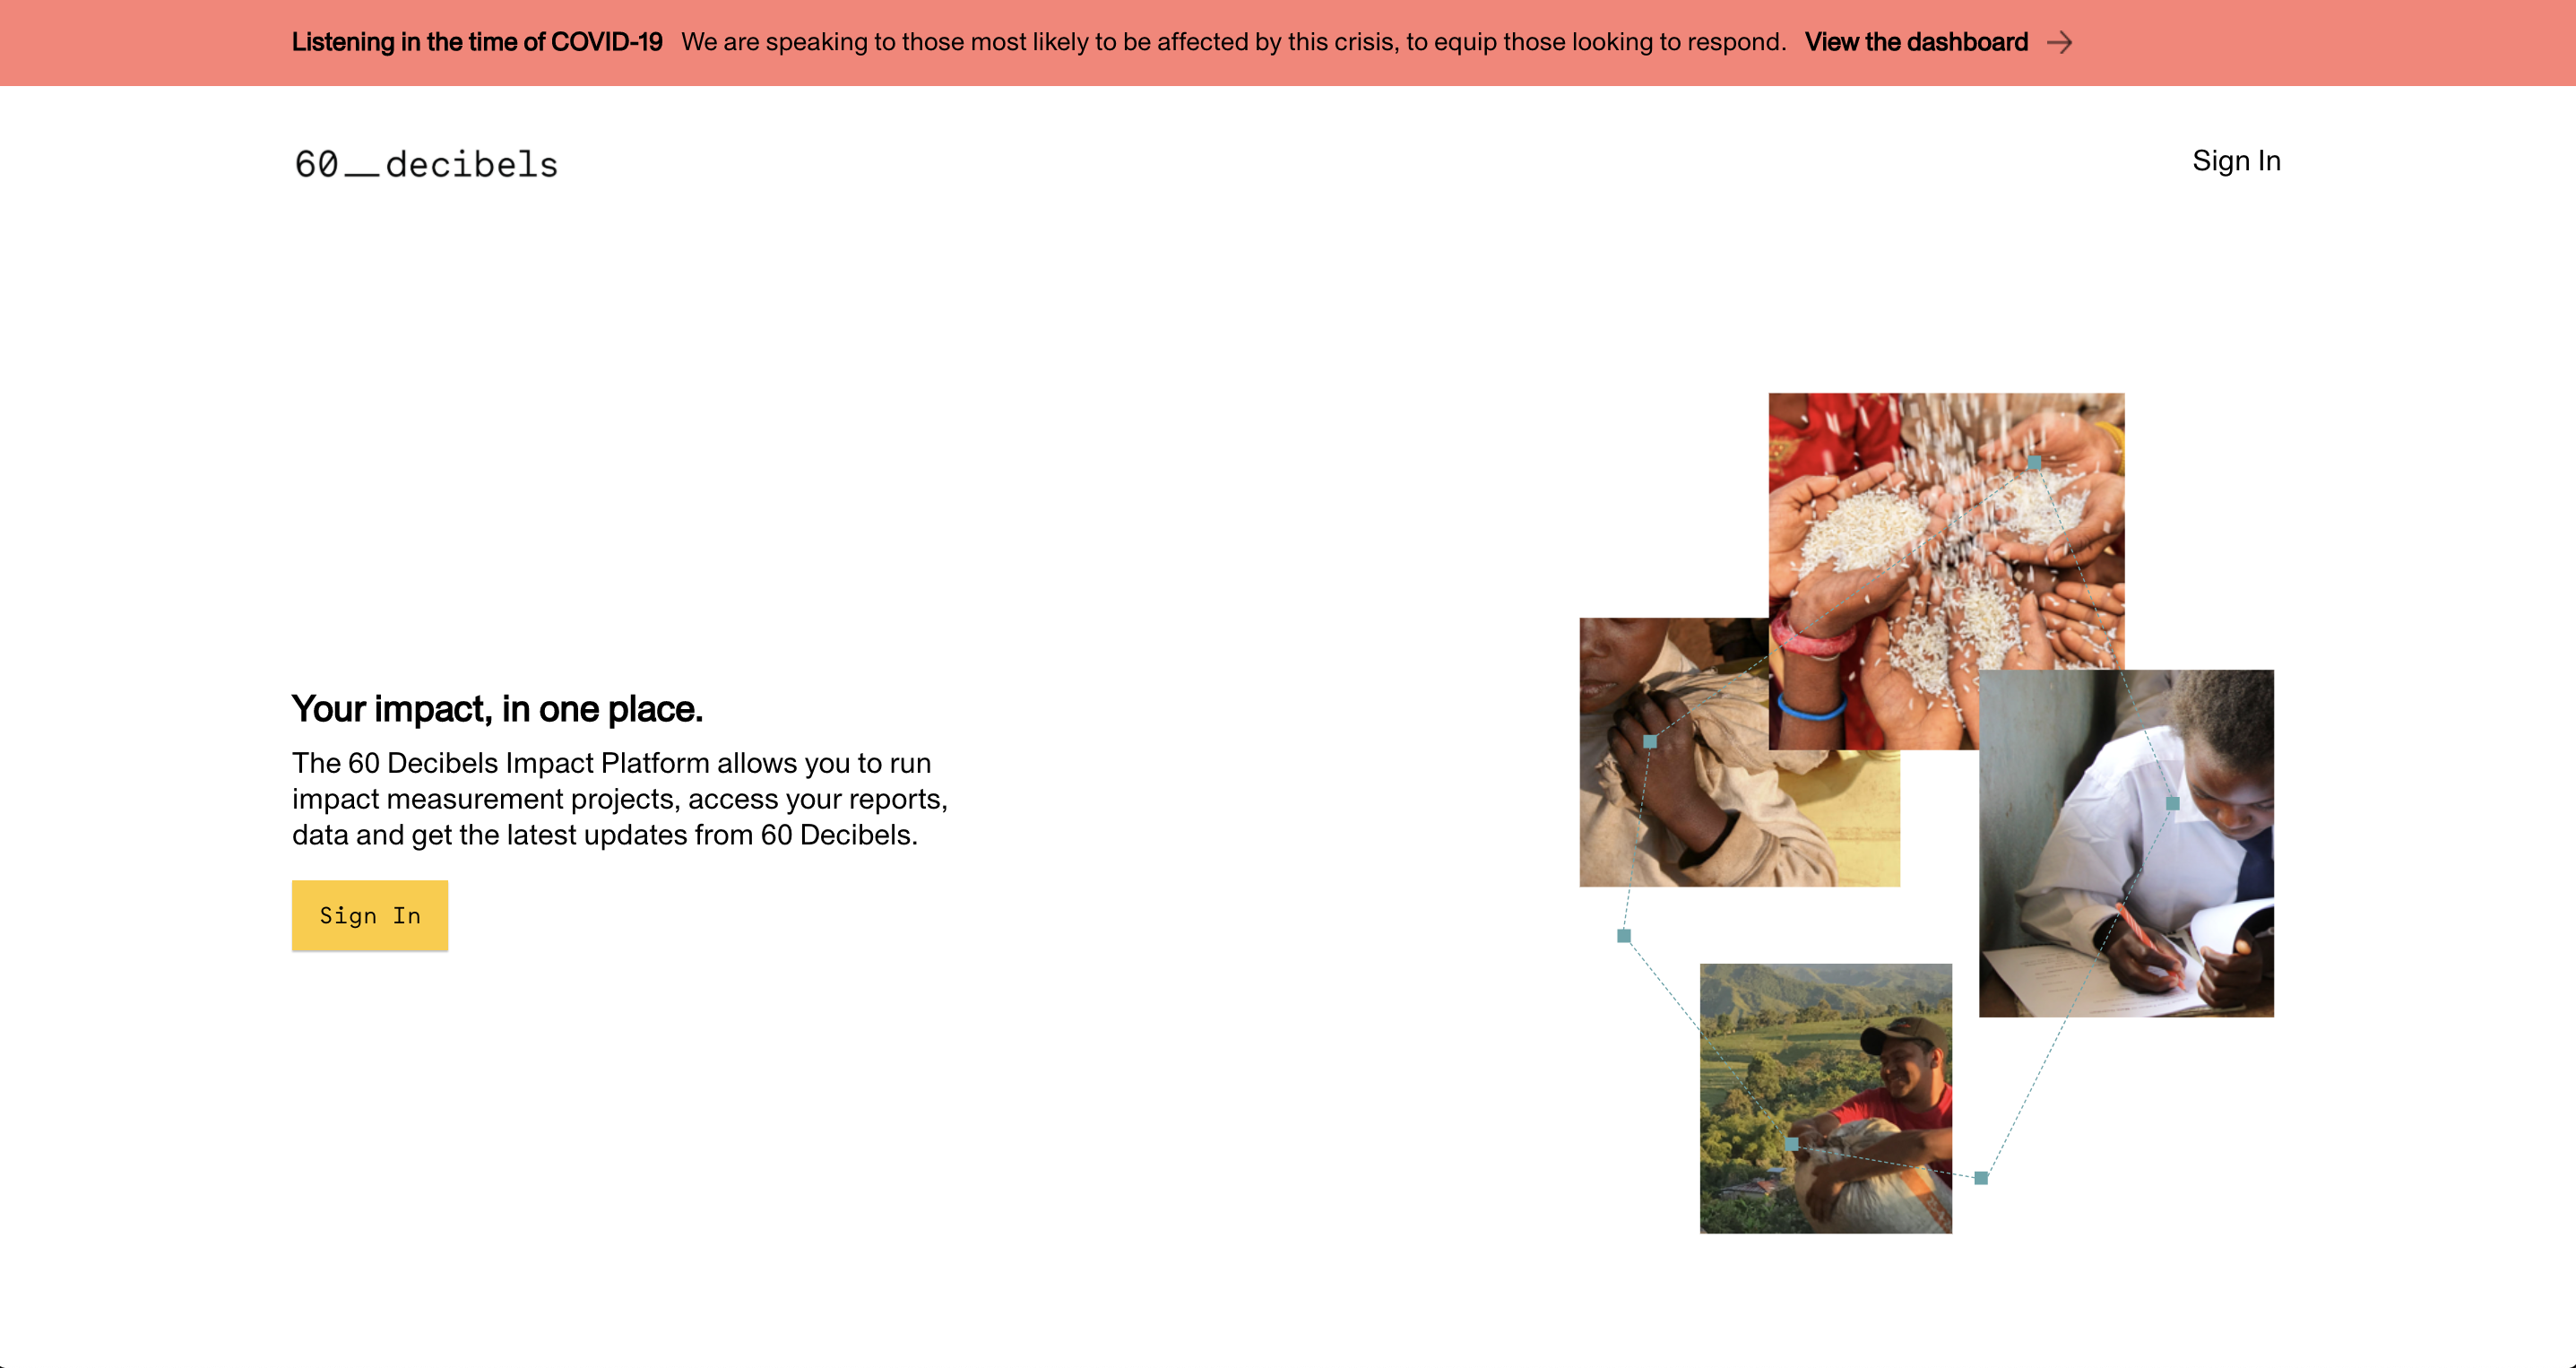 Listening in the time of COVID-19 We are speaking to those most likely to be affected by this crisis, to equip those looking to respond. View the dashboard →
60__decibels
Sign In
Your impact, in one place.
The 60 Decibels Impact Platform allows you to run
impact measurement projects, access your reports,
data and get the latest updates from 60 Decibels.
Sign In